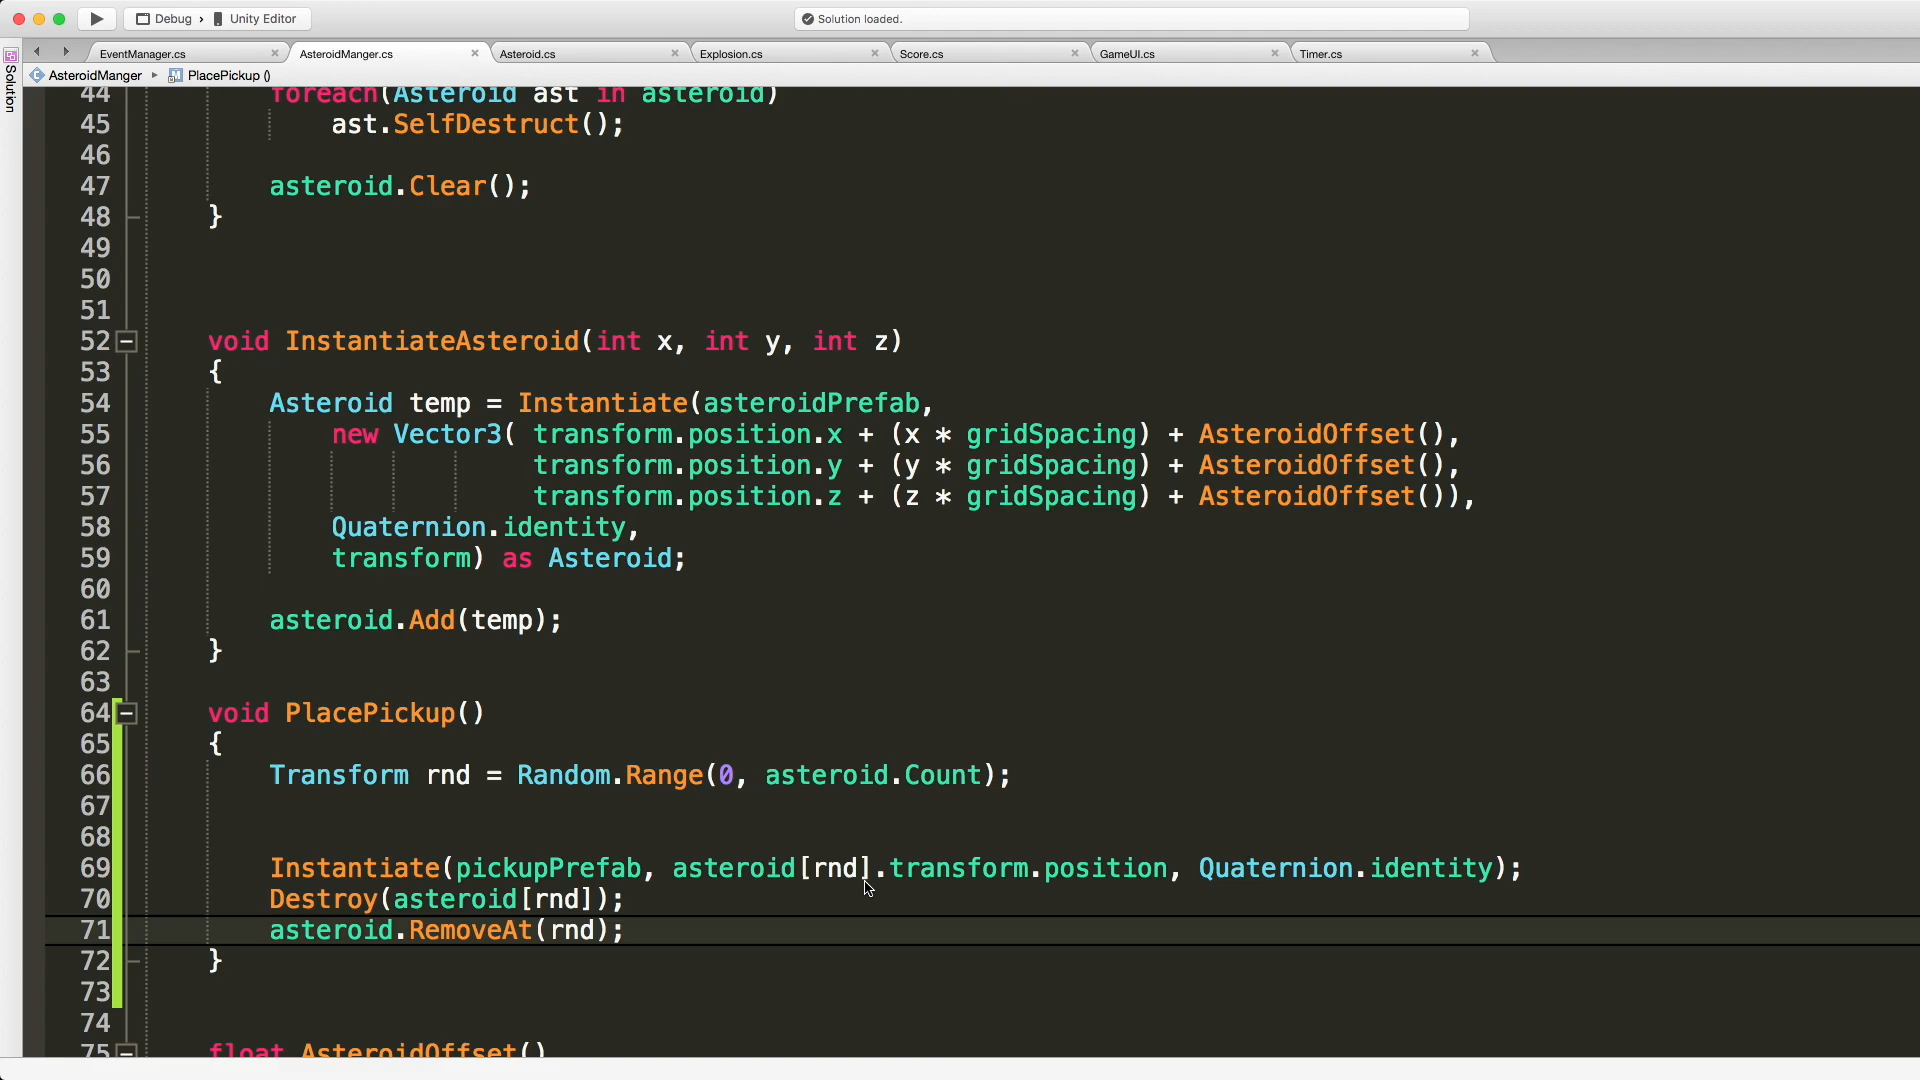 Debug › Unity Editor
Solution loaded.
EventManager.cs
AsteroidManger.cs
Asteroid.cs
Explosion.cs
Score.cs
GameUI.cs
Timer.cs
Solution
AsteroidManger ▸ PlacePickup ()
44 foreach(Asteroid ast in asteroid)
45 ast.SelfDestruct();
46
47 asteroid.Clear();
48 }
49
50
51
52 void InstantiateAsteroid(int x, int y, int z)
53 {
54 Asteroid temp = Instantiate(asteroidPrefab,
55 new Vector3( transform.position.x + (x * gridSpacing) + AsteroidOffset(),
56 transform.position.y + (y * gridSpacing) + AsteroidOffset(),
57 transform.position.z + (z * gridSpacing) + AsteroidOffset()),
58 Quaternion.identity,
59 transform) as Asteroid;
60
61 asteroid.Add(temp);
62 }
63
64 void PlacePickup()
65 {
66 Transform rnd = Random.Range(0, asteroid.Count);
67
68
69 Instantiate(pickupPrefab, asteroid[rnd].transform.position, Quaternion.identity);
70 Destroy(asteroid[rnd]);
71 asteroid.RemoveAt(rnd);
72 }
73
74
75 float AsteroidOffset()